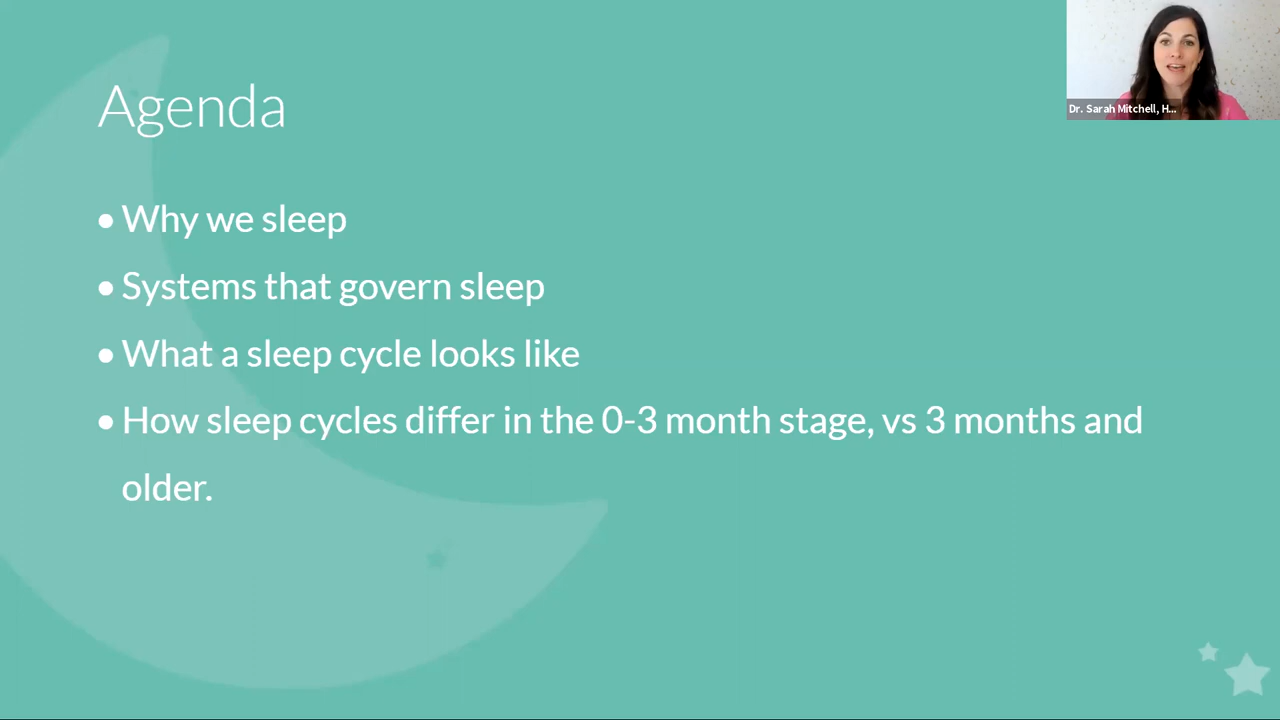 Agenda
Dr. Sarah Mitchell, H...
• Why we sleep
• Systems that govern sleep
• What a sleep cycle looks like
• How sleep cycles differ in the 0-3 month stage, vs 3 months and
older.